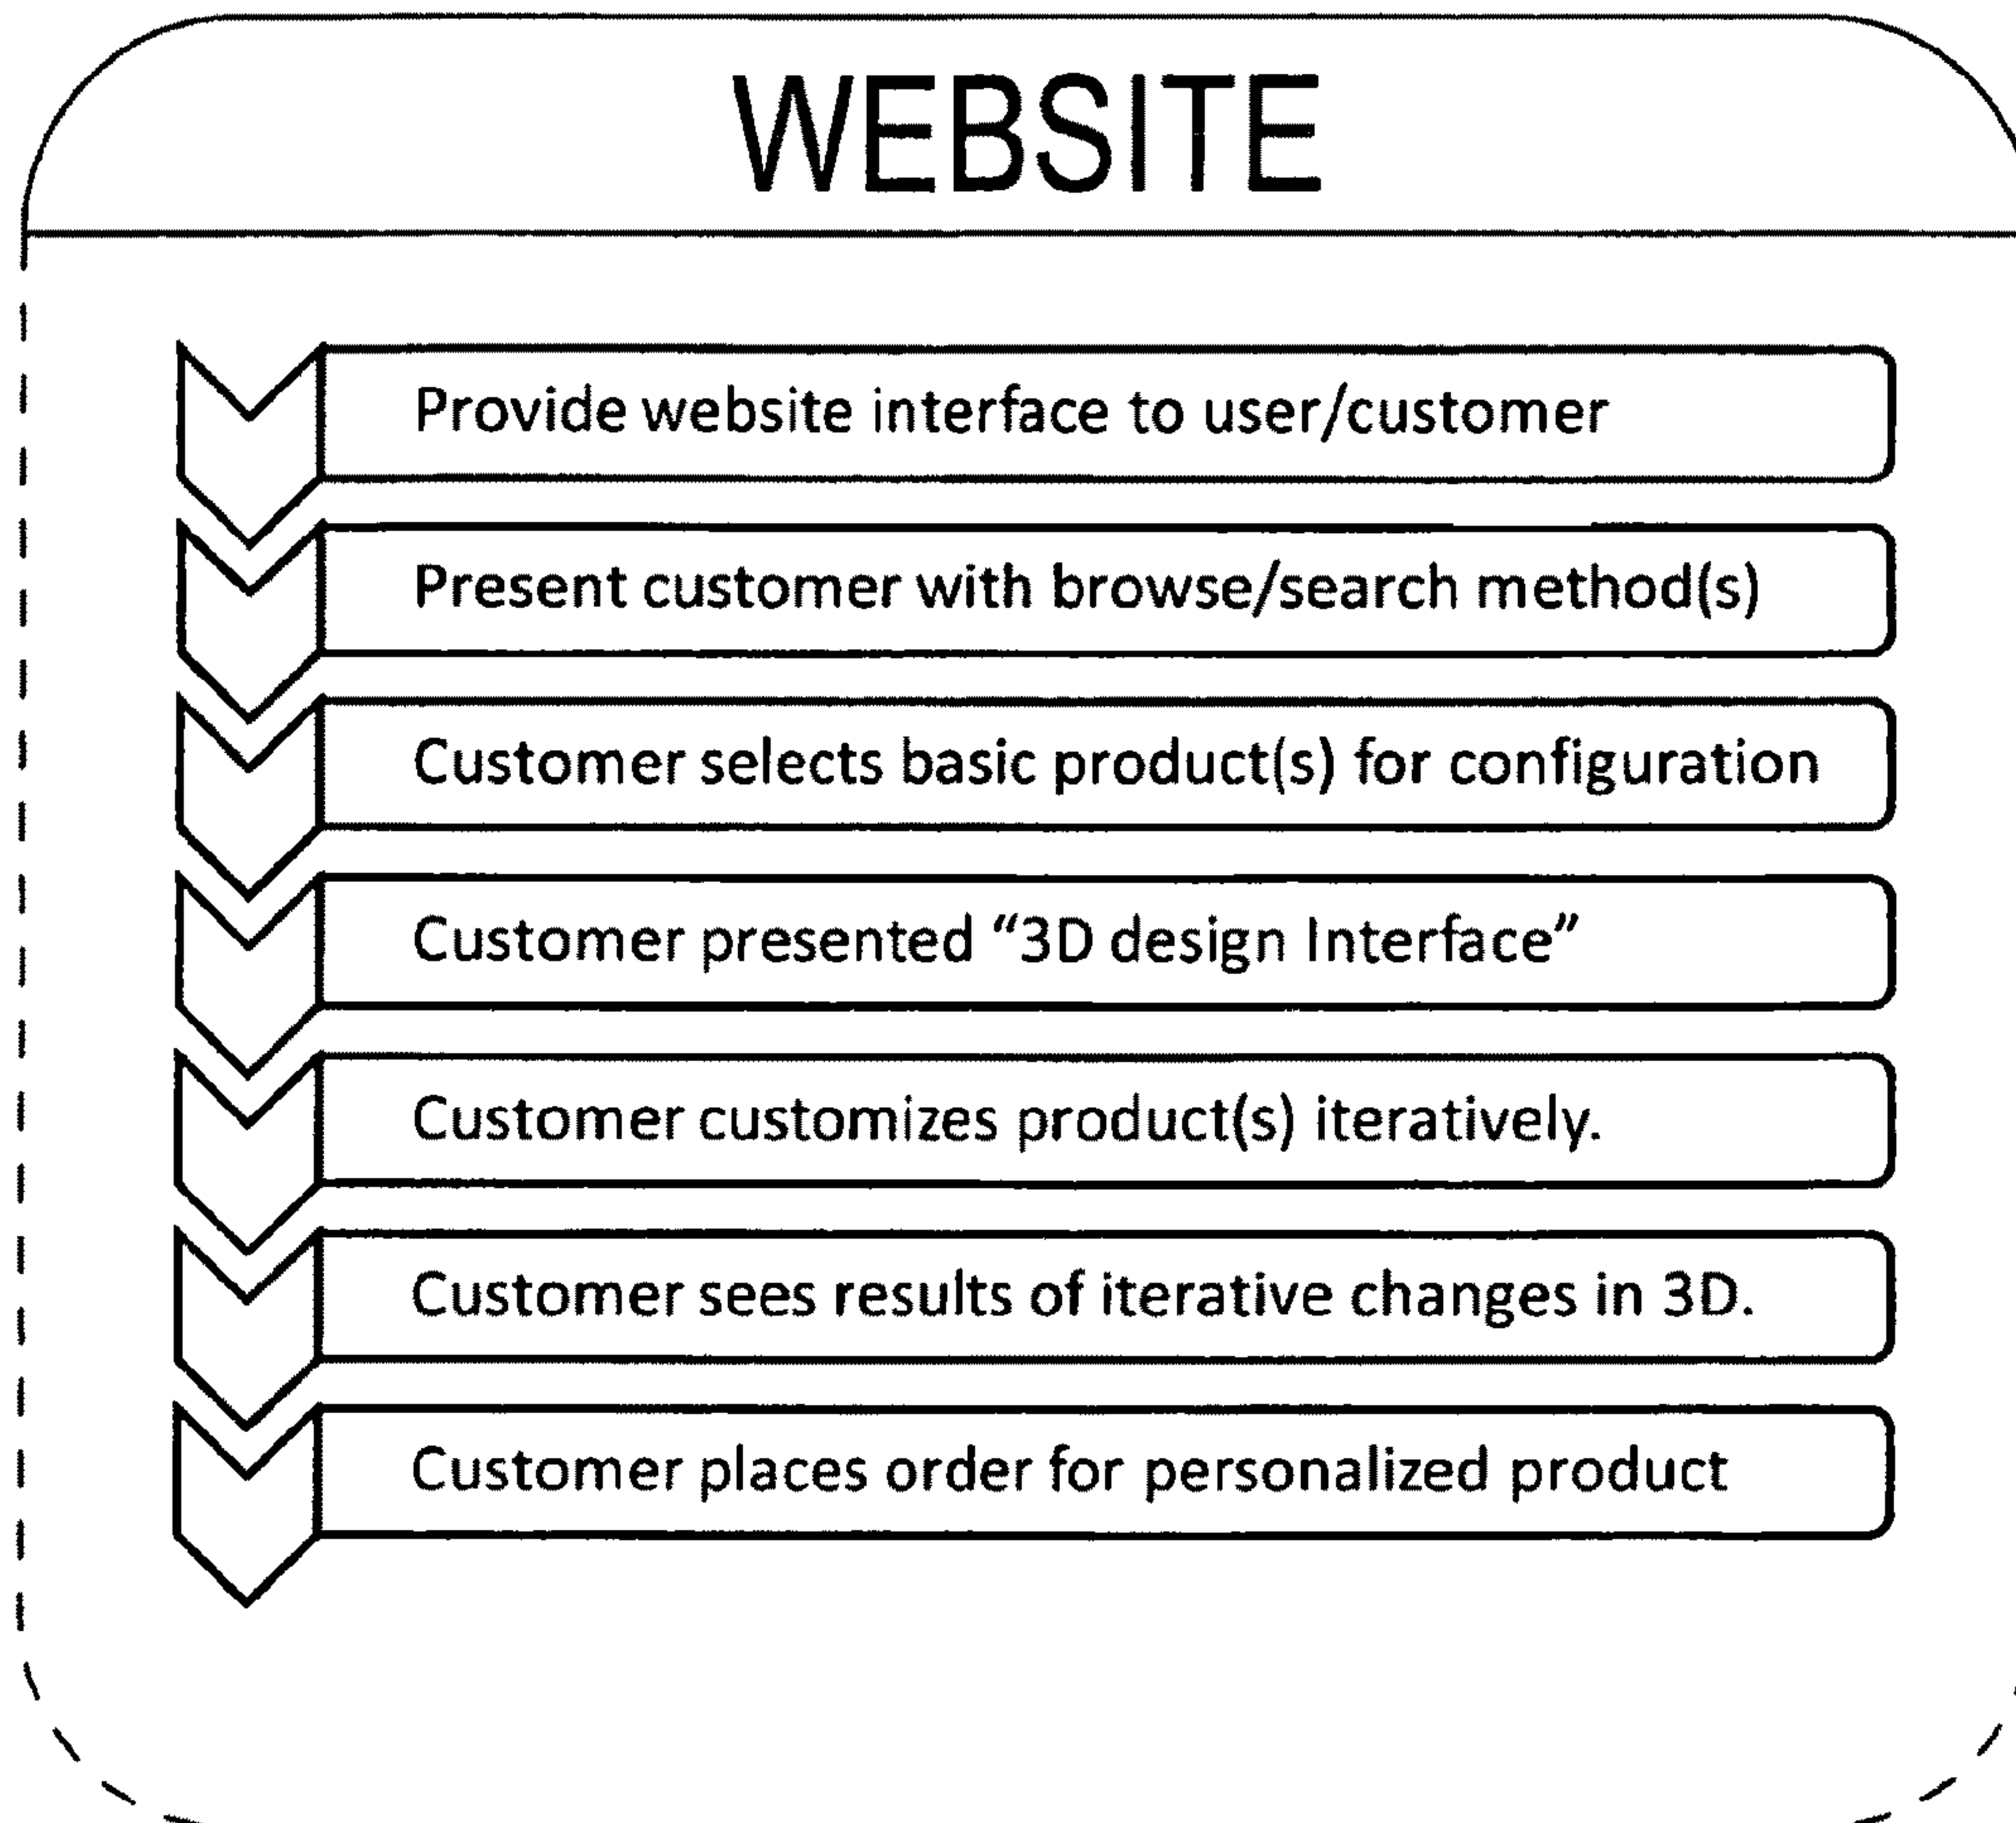 WEBSITE
Provide website interface to user/customer
Present customer with browse/search method(s)
Customer selects basic product(s) for configuration
Customer presented “3D design Interface”
Customer customizes product(s) iteratively.
Customer sees results of iterative changes in 3D.
Customer places order for personalized product